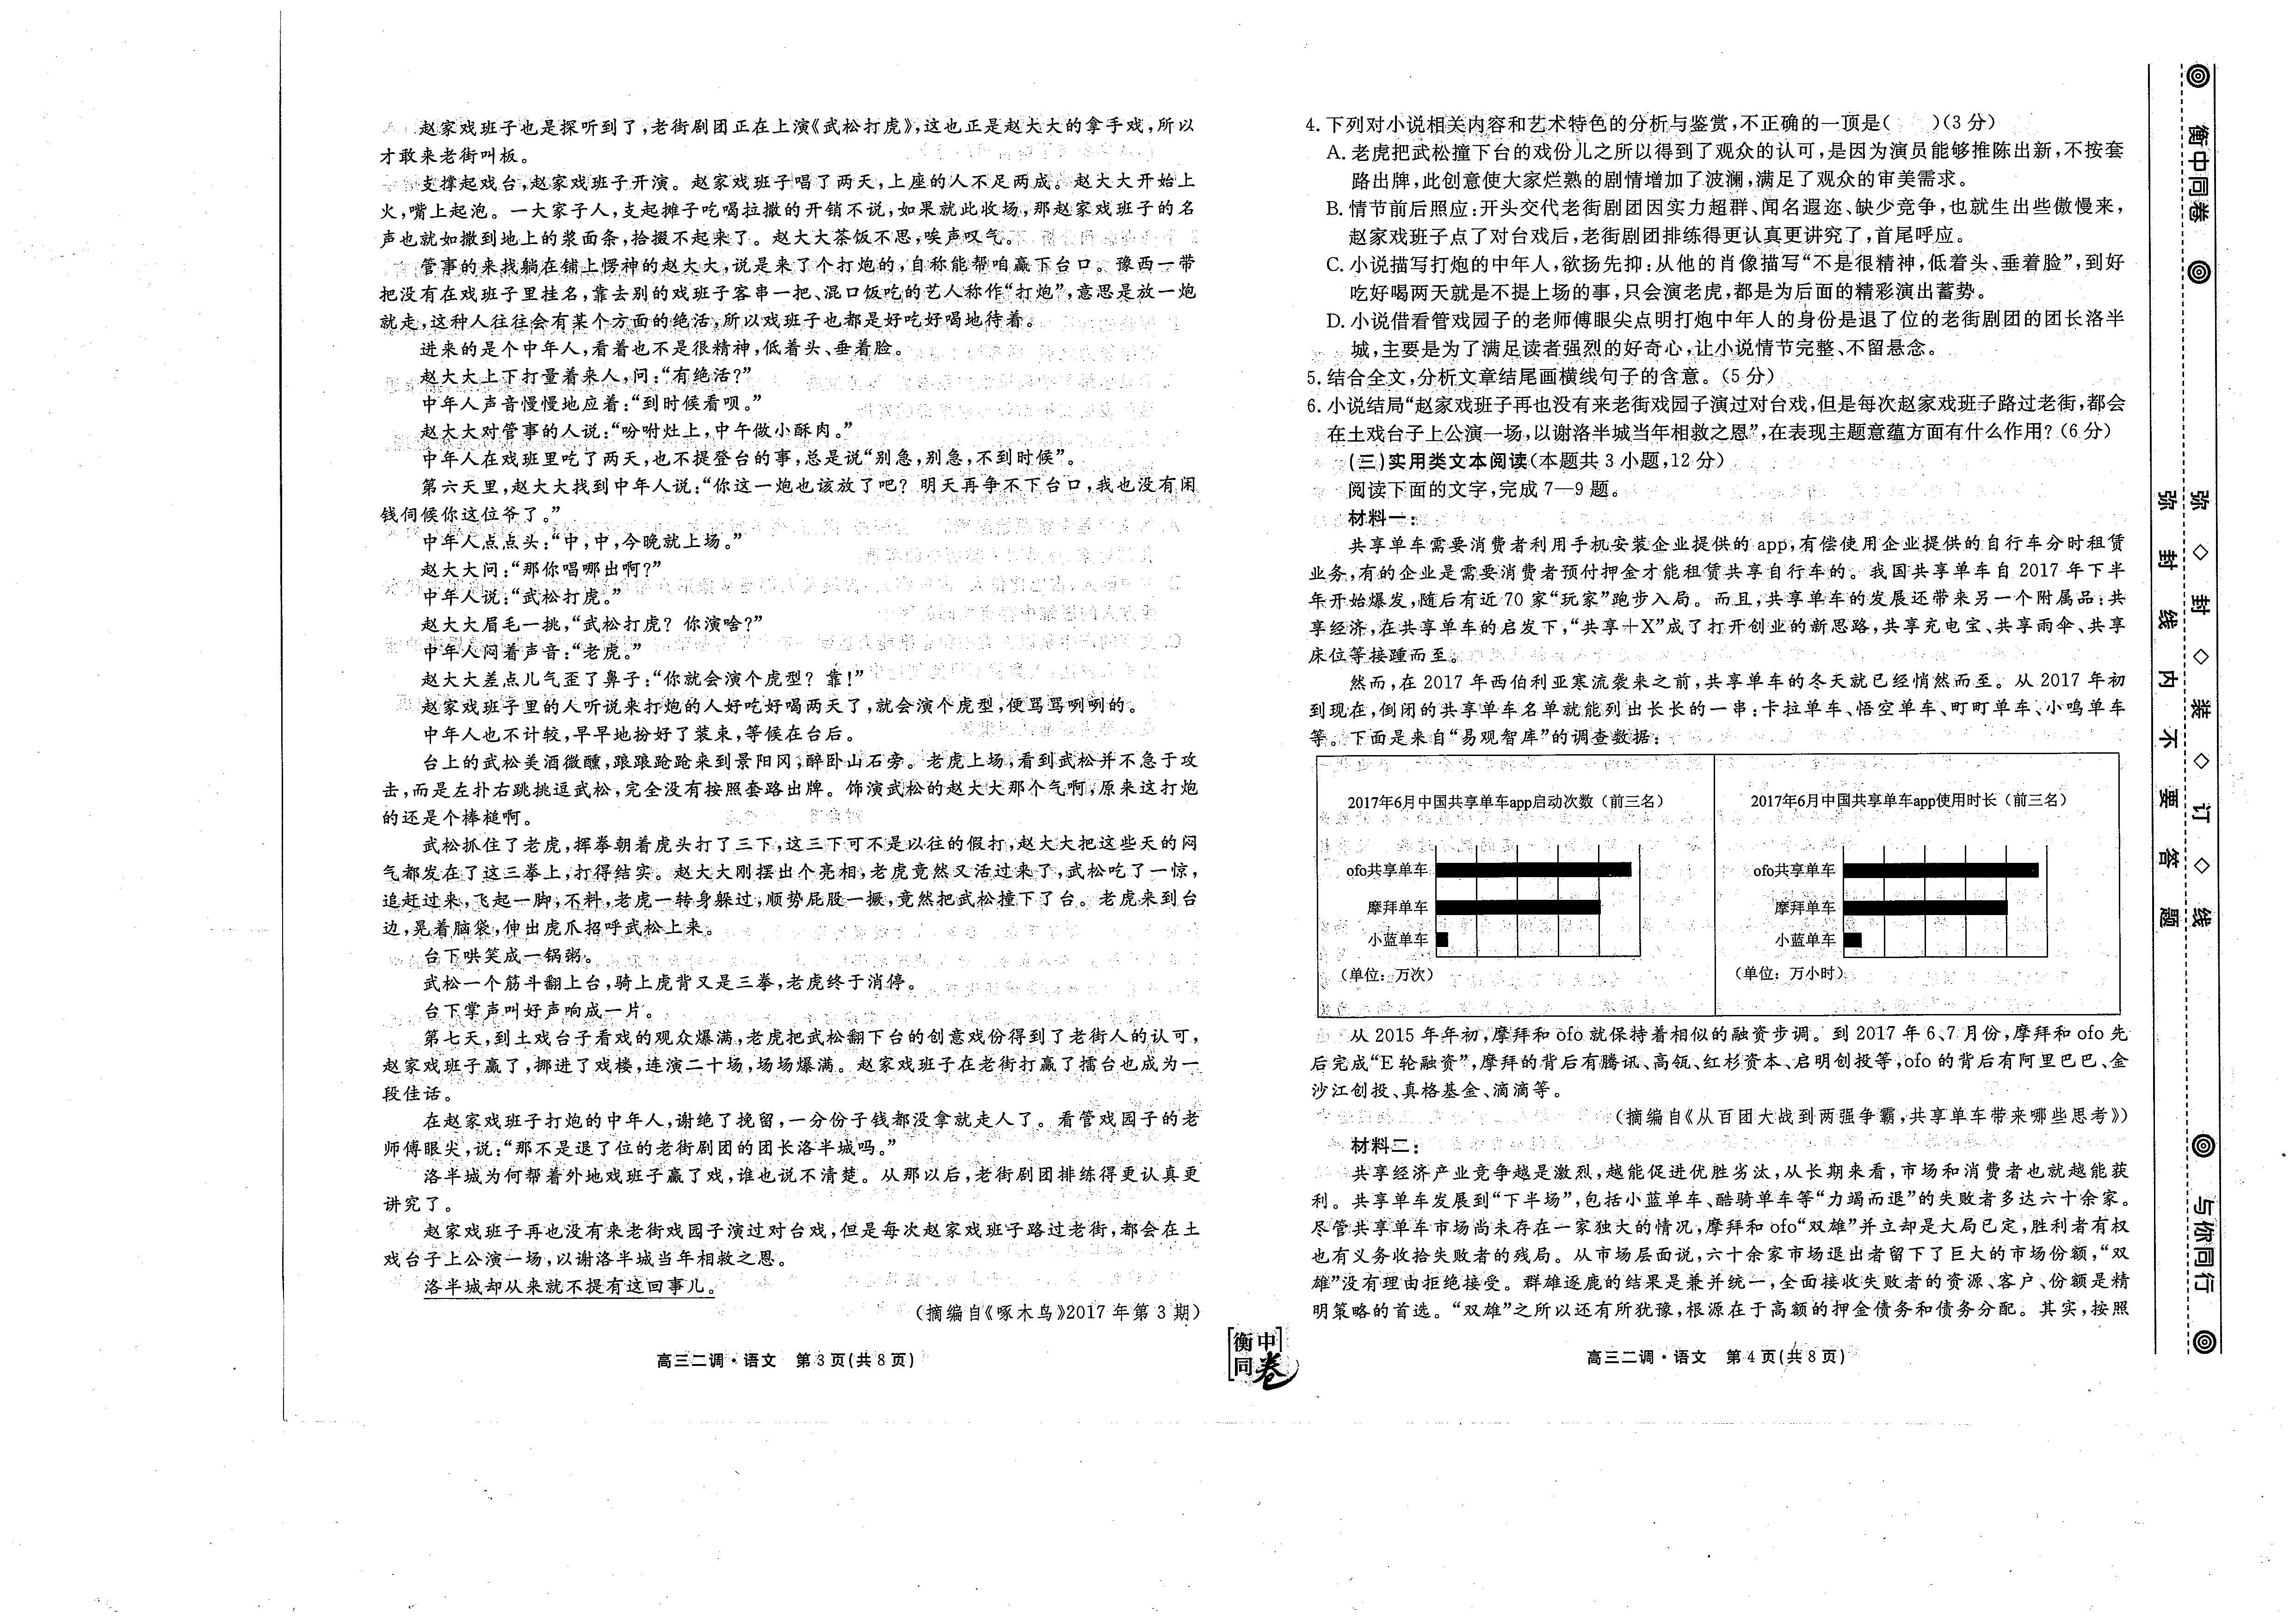 赵家戏班子也是探听到了,老街剧团正在上演《武松打虎》,这也正是赵大大的拿手戏,所以
才敢来老街叫板。
支撑起戏台,赵家戏班子开演。赵家戏班子唱了两天,上座的人不足两成。赵大大开始上
火,嘴上起泡。一大家子人,支起摊子吃喝拉撒的开销不说,如果就此收场,那赵家戏班子的名
声也就如撒到地上的浆面条,拾掇不起来了。赵大大茶饭不思,唉声叹气。
管事的来找躺在铺上愣神的赵大大,说是来了个打炮的,自称能帮咱赢下台口。豫西一带
把没有在戏班子里挂名,靠去别的戏班子客串一把、混口饭吃的艺人称作“打炮”,意思是放一炮
就走,这种人往往会有某个方面的绝活,所以戏班子也都是好吃好喝地待着。
进来的是个中年人,看着也不是很精神,低着头、垂着脸。
赵大大上下打量着来人,问:“有绝活?”
中年人声音慢慢地应着:“到时候看呗。”
赵大大对管事的人说:“吩咐灶上,中午做小酥肉。”
中年人在戏班里吃了两天,也不提登台的事,总是说“别急,别急,不到时候”。
第六天里,赵大大找到中年人说:“你这一炮也该放了吧?明天再争不下台口,我也没有闲
钱伺候你这位爷了。”
中年人点点头:“中,中,今晚就上场。”
赵大大问:“那你唱哪出啊?”
中年人说:“武松打虎。”
赵大大眉毛一挑,“武松打虎?你演啥?”
中年人闷着声音:“老虎。”
赵大大差点儿气歪了鼻子:“你就会演个虎型?靠!”
赵家戏班子里的人听说来打炮的人好吃好喝两天了,就会演个虎型,便骂骂咧咧的。
中年人也不计较,早早地扮好了装束,等候在台后。
台上的武松美酒微醺,踉踉跄跄来到景阳冈,醉卧山石旁。老虎上场,看到武松并不急于攻
击,而是左扑右跳挑逗武松,完全没有按照套路出牌。饰演武松的赵大大那个气啊,原来这打炮
的还是个棒槌啊。
武松抓住了老虎,挥拳朝着虎头打了三下,这三下可不是以往的假打,赵大大把这些天的闷
气都发在了这三拳上,打得结实。赵大大刚摆出个亮相,老虎竟然又活过来了,武松吃了一惊,
追赶过来,飞起一脚,不料,老虎一转身躲过,顺势屁股一撅,竟然把武松撞下了台。老虎来到台
边,晃着脑袋,伸出虎爪招呼武松上来。
台下哄笑成一锅粥。
武松一个筋斗翻上台,骑上虎背又是三拳,老虎终于消停。
台下掌声叫好声响成一片。
第七天,到土戏台子看戏的观众爆满,老虎把武松翻下台的创意戏份得到了老街人的认可,
赵家戏班子赢了,挪进了戏楼,连演二十场,场场爆满。赵家戏班子在老街打赢了擂台也成为一
段佳话。
在赵家戏班子打炮的中年人,谢绝了挽留,一分份子钱都没拿就走人了。看管戏园子的老
师傅眼尖,说:“那不是退了位的老街剧团的团长洛半城吗。”
洛半城为何帮着外地戏班子赢了戏,谁也说不清楚。从那以后,老街剧团排练得更认真更
讲究了。
赵家戏班子再也没有来老街戏园子演过对台戏,但是每次赵家戏班子路过老街,都会在土
戏台子上公演一场,以谢洛半城当年相救之恩。
洛半城却从来就不提有这回事儿。
(摘编自《啄木鸟》2017年第3期)
高三二调·语文 第3页(共8页)
4.下列对小说相关内容和艺术特色的分析与鉴赏,不正确的一项是( )(3分)
A.老虎把武松撞下台的戏份儿之所以得到了观众的认可,是因为演员能够推陈出新,不按套
路出牌,此创意使大家烂熟的剧情增加了波澜,满足了观众的审美需求。
B.情节前后照应:开头交代老街剧团因实力超群、闻名遐迩、缺少竞争,也就生出些傲慢来,
赵家戏班子点了对台戏后,老街剧团排练得更认真更讲究了,首尾呼应。
C.小说描写打炮的中年人,欲扬先抑:从他的肖像描写“不是很精神,低着头、垂着脸”,到好
吃好喝两天就是不提上场的事,只会演老虎,都是为后面的精彩演出蓄势。
D.小说借看管戏园子的老师傅眼尖点明打炮中年人的身份是退了位的老街剧团的团长洛半
城,主要是为了满足读者强烈的好奇心,让小说情节完整、不留悬念。
5.结合全文,分析文章结尾画横线句子的含意。(5分)
6.小说结局“赵家戏班子再也没有来老街戏园子演过对台戏,但是每次赵家戏班子路过老街,都会
在土戏台子上公演一场,以谢洛半城当年相救之恩”,在表现主题意蕴方面有什么作用?(6分)
(三)实用类文本阅读(本题共3小题,12分)
阅读下面的文字,完成7—9题。
材料一:
共享单车需要消费者利用手机安装企业提供的app,有偿使用企业提供的自行车分时租赁
业务,有的企业是需要消费者预付押金才能租赁共享自行车的。我国共享单车自2017年下半
年开始爆发,随后有近70家“玩家”跑步入局。而且,共享单车的发展还带来另一个附属品:共
享经济,在共享单车的启发下,“共享+X”成了打开创业的新思路,共享充电宝、共享雨伞、共享
床位等接踵而至。
然而,在2017年西伯利亚寒流袭来之前,共享单车的冬天就已经悄然而至。从2017年初
到现在,倒闭的共享单车名单就能列出长长的一串:卡拉单车、悟空单车、町町单车、小鸣单车
等。下面是来自“易观智库”的调查数据:
2017年6月中国共享单车app启动次数(前三名)
ofo共享单车
摩拜单车
小蓝单车
(单位:万次)
2017年6月中国共享单车app使用时长(前三名)
ofo共享单车
摩拜单车
小蓝单车
(单位:万小时)
从2015年年初,摩拜和ofo就保持着相似的融资步调。到2017年6、7月份,摩拜和ofo先
后完成“E轮融资”,摩拜的背后有腾讯、高瓴、红杉资本、启明创投等,ofo的背后有阿里巴巴、金
沙江创投、真格基金、滴滴等。
(摘编自《从百团大战到两强争霸,共享单车带来哪些思考》)
材料二:
共享经济产业竞争越是激烈,越能促进优胜劣汰,从长期来看,市场和消费者也就越能获
利。共享单车发展到“下半场”,包括小蓝单车、酷骑单车等“力竭而退”的失败者多达六十余家。
尽管共享单车市场尚未存在一家独大的情况,摩拜和ofo“双雄”并立却是大局已定,胜利者有权
也有义务收拾失败者的残局。从市场层面说,六十余家市场退出者留下了巨大的市场份额,“双
雄”没有理由拒绝接受。群雄逐鹿的结果是兼并统一,全面接收失败者的资源、客户、份额是精
明策略的首选。“双雄”之所以还有所犹豫,根源在于高额的押金债务和债务分配。其实,按照
高三二调·语文 第4页(共8页)
衡中
同卷
衡中同卷
弥◇封◇装◇订◇线
弥封线内不要答题
与你同行